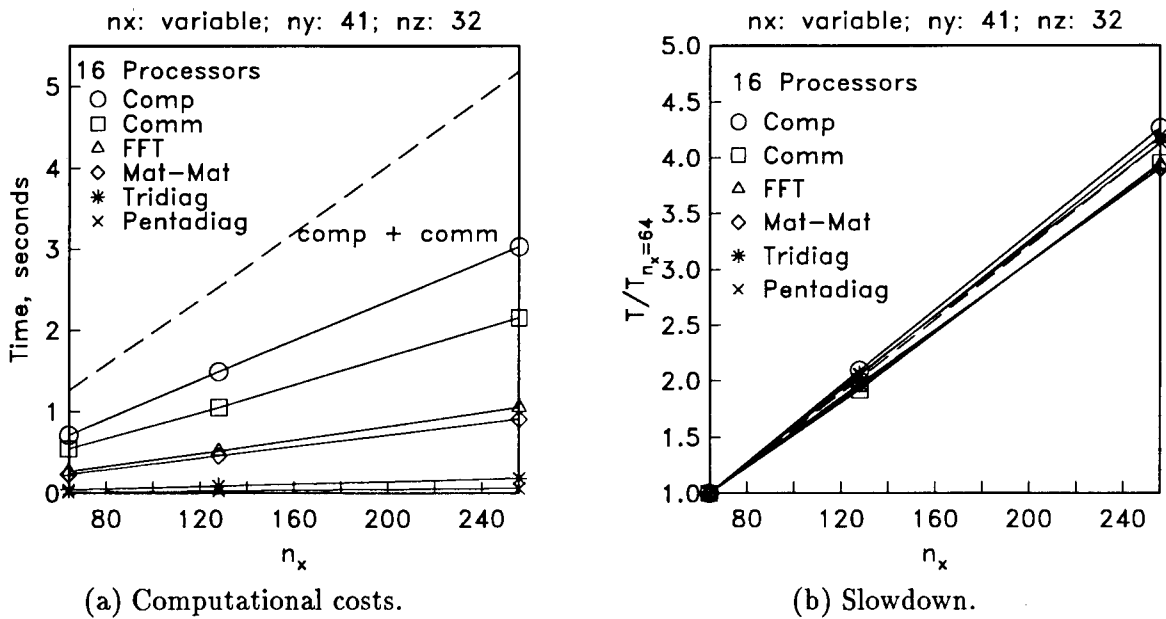 nx: variable; ny: 41; nz: 32
5
4
3
2
1
0
Time, seconds
16 Processors
Comp
Comm
FFT
Mat-Mat
Tridiag
Pentadiag
comp + comm
80 120 160 200 240
n_x
(a) Computational costs.
nx: variable; ny: 41; nz: 32
5.0
4.5
4.0
3.5
3.0
2.5
2.0
1.5
1.0
T/T_{n_x=64}
16 Processors
Comp
Comm
FFT
Mat-Mat
Tridiag
Pentadiag
80 120 160 200 240
n_x
(b) Slowdown.